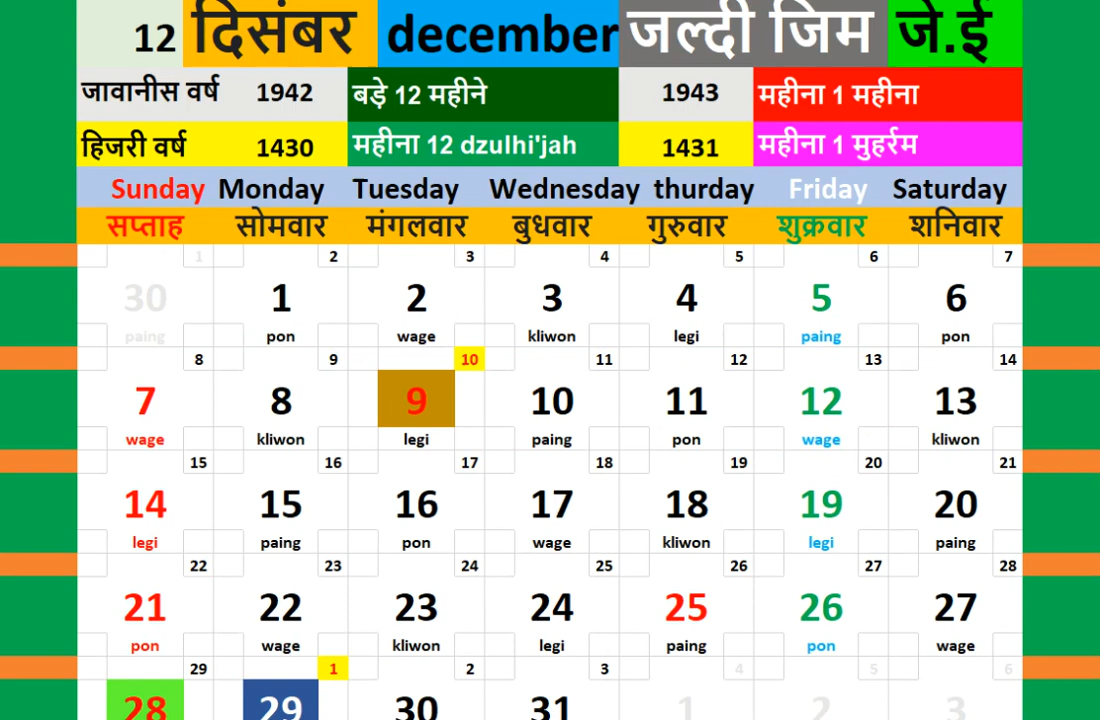 12 दिसंबर december जल्दी जिम जे.ई
जावानीस वर्ष 1942 बड़े 12 महीने 1943 महीना 1 महीना
हिजरी वर्ष 1430 महीना 12 dzulhi'jah 1431 महीना 1 मुहर्रम
Sunday Monday Tuesday Wednesday thurday Friday Saturday
सप्ताह सोमवार मंगलवार बुधवार गुरुवार शुक्रवार शनिवार
1 2 3 4 5 6 7
30 1 2 3 4 5 6
paing pon wage kliwon legi paing pon
8 9 10 11 12 13 14
7 8 9 10 11 12 13
wage kliwon legi paing pon wage kliwon
15 16 17 18 19 20 21
14 15 16 17 18 19 20
legi paing pon wage kliwon legi paing
22 23 24 25 26 27 28
21 22 23 24 25 26 27
pon wage kliwon legi paing pon wage
29 1 2 3 4 5 6
28 29 30 31 1 2 3